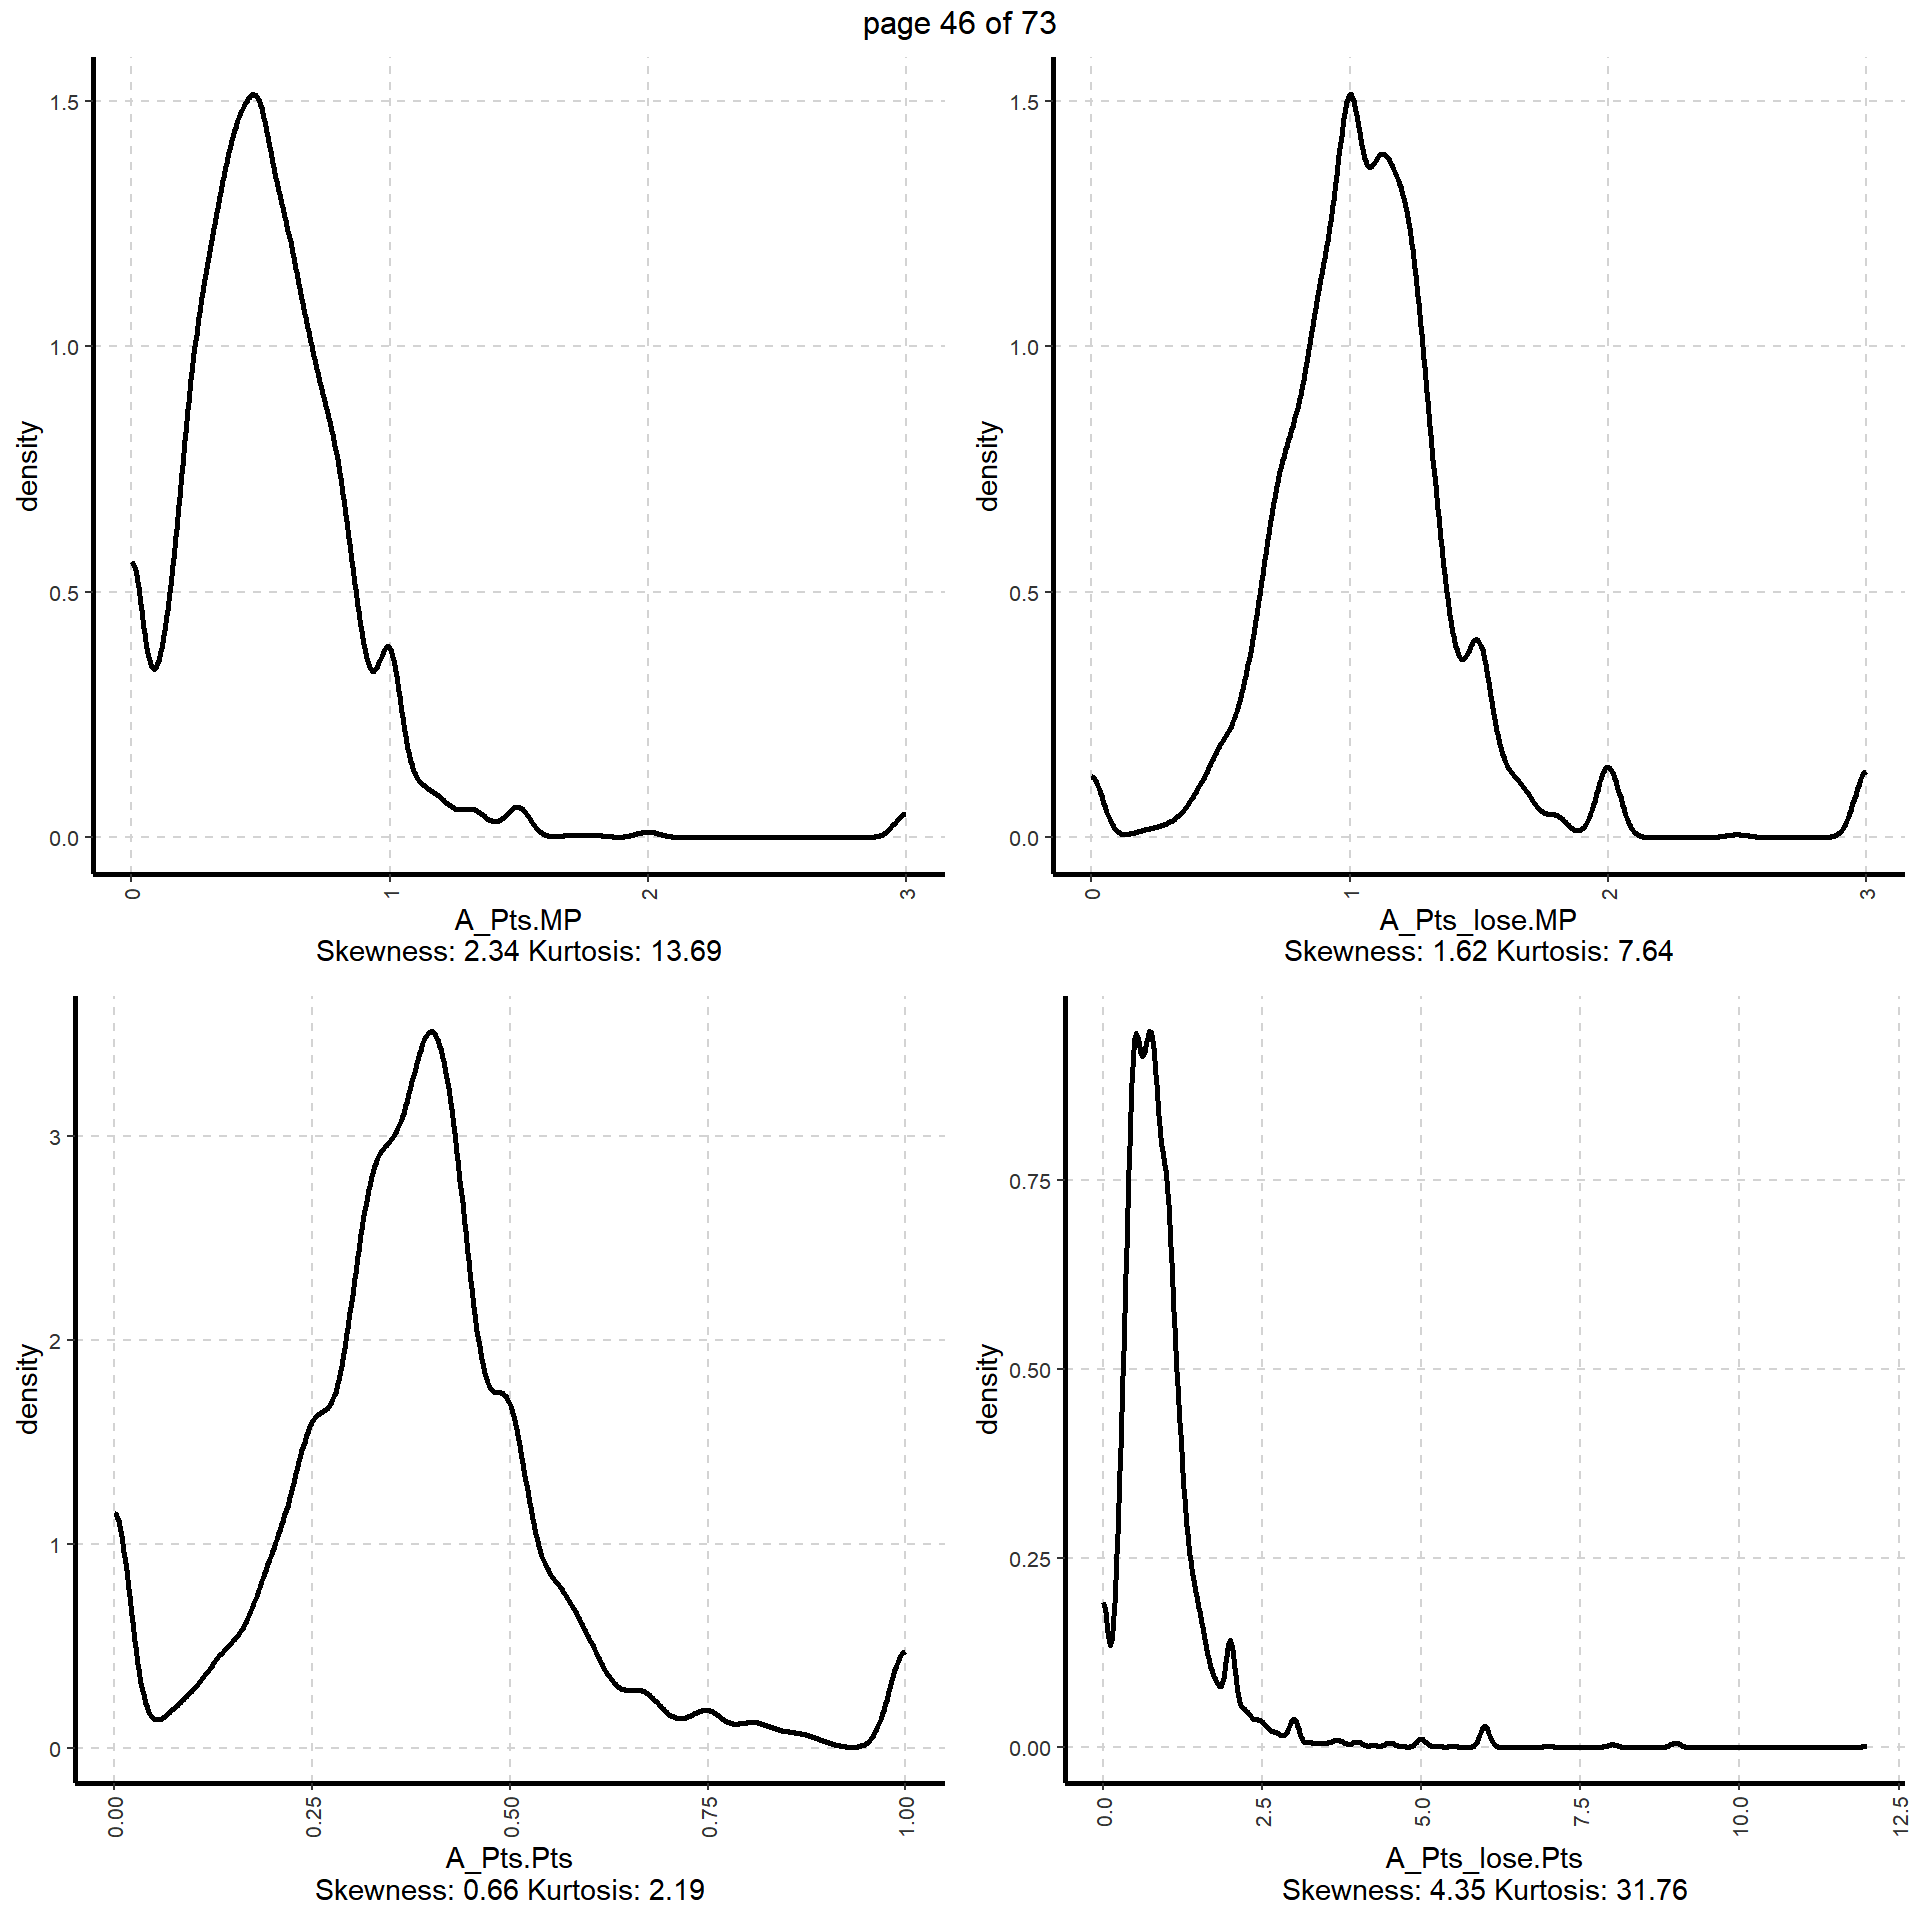 page 46 of 73
1.5
1.0
0.5
0.0
density
0
1
2
3
A_Pts.MP
Skewness: 2.34 Kurtosis: 13.69
1.5
1.0
0.5
0.0
density
0
1
2
3
A_Pts_lose.MP
Skewness: 1.62 Kurtosis: 7.64
3
2
1
0
density
0.00
0.25
0.50
0.75
1.00
A_Pts.Pts
Skewness: 0.66 Kurtosis: 2.19
0.75
0.50
0.25
0.00
density
0.0
2.5
5.0
7.5
10.0
12.5
A_Pts_lose.Pts
Skewness: 4.35 Kurtosis: 31.76